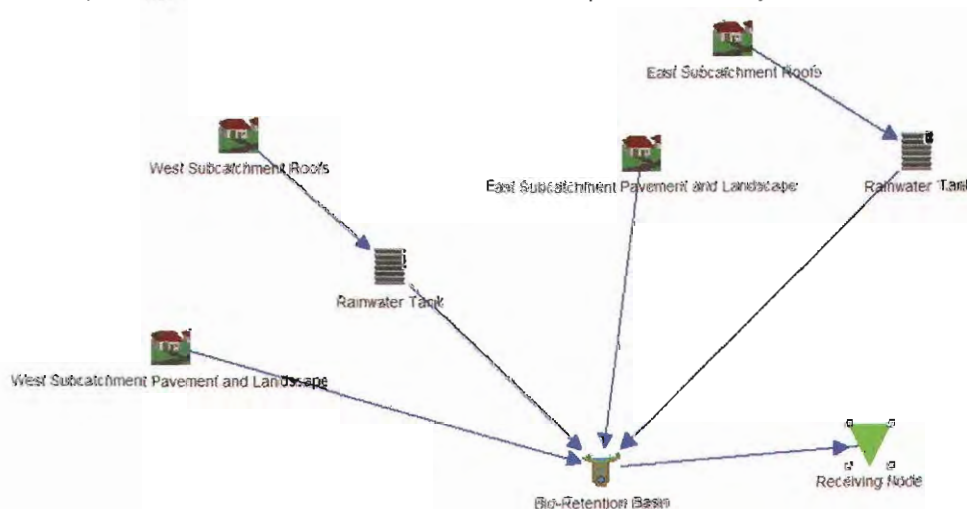 East Subcatchment Roofs
West Subcatchment Roofs
East Subcatchment Pavement and Landscape
Rainwater Tank
Rainwater Tank
West Subcatchment Pavement and Landscape
Receiving Node
Bio-Retention Basin